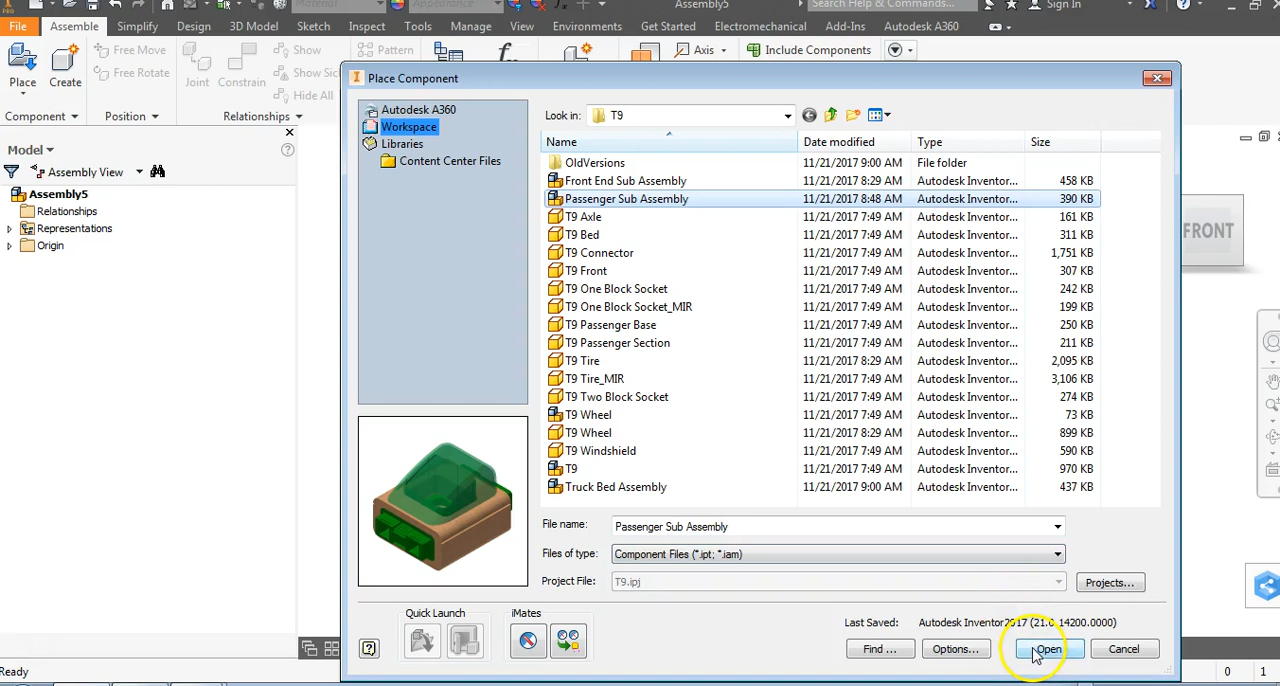 Material
Appearance
Assembly5
Search Help & Commands...
Sign In
File
Assemble
Simplify
Design
3D Model
Sketch
Inspect
Tools
Manage
View
Environments
Get Started
Electromechanical
Add-Ins
Autodesk A360
Place
Create
Free Move
Free Rotate
Joint
Constrain
Show
Show Sic
Hide All
Pattern
Axis
Include Components
Component
Position
Relationships
Model
Assembly View
Assembly5
Relationships
Representations
Origin
Place Component
Autodesk A360
Workspace
Libraries
Content Center Files
Look in: T9
Name Date modified Type Size
OldVersions 11/21/2017 9:00 AM File folder
Front End Sub Assembly 11/21/2017 8:29 AM Autodesk Inventor... 458 KB
Passenger Sub Assembly 11/21/2017 8:48 AM Autodesk Inventor... 390 KB
T9 Axle 11/21/2017 7:49 AM Autodesk Inventor... 161 KB
T9 Bed 11/21/2017 7:49 AM Autodesk Inventor... 311 KB
T9 Connector 11/21/2017 7:49 AM Autodesk Inventor... 1,751 KB
T9 Front 11/21/2017 7:49 AM Autodesk Inventor... 307 KB
T9 One Block Socket 11/21/2017 7:49 AM Autodesk Inventor... 242 KB
T9 One Block Socket_MIR 11/21/2017 7:49 AM Autodesk Inventor... 199 KB
T9 Passenger Base 11/21/2017 7:49 AM Autodesk Inventor... 250 KB
T9 Passenger Section 11/21/2017 7:49 AM Autodesk Inventor... 211 KB
T9 Tire 11/21/2017 8:29 AM Autodesk Inventor... 2,095 KB
T9 Tire_MIR 11/21/2017 7:49 AM Autodesk Inventor... 3,106 KB
T9 Two Block Socket 11/21/2017 7:49 AM Autodesk Inventor... 274 KB
T9 Wheel 11/21/2017 7:49 AM Autodesk Inventor... 73 KB
T9 Wheel 11/21/2017 8:29 AM Autodesk Inventor... 899 KB
T9 Windshield 11/21/2017 7:49 AM Autodesk Inventor... 590 KB
T9 11/21/2017 7:49 AM Autodesk Inventor... 970 KB
Truck Bed Assembly 11/21/2017 9:00 AM Autodesk Inventor... 437 KB
File name: Passenger Sub Assembly
Files of type: Component Files (*.ipt; *.iam)
Project File: T9.ipj
Projects...
Quick Launch
iMates
Last Saved: Autodesk Inventor 2017 (21.0.14200.0000)
Find ...
Options...
Open
Cancel
FRONT
Ready
0
1